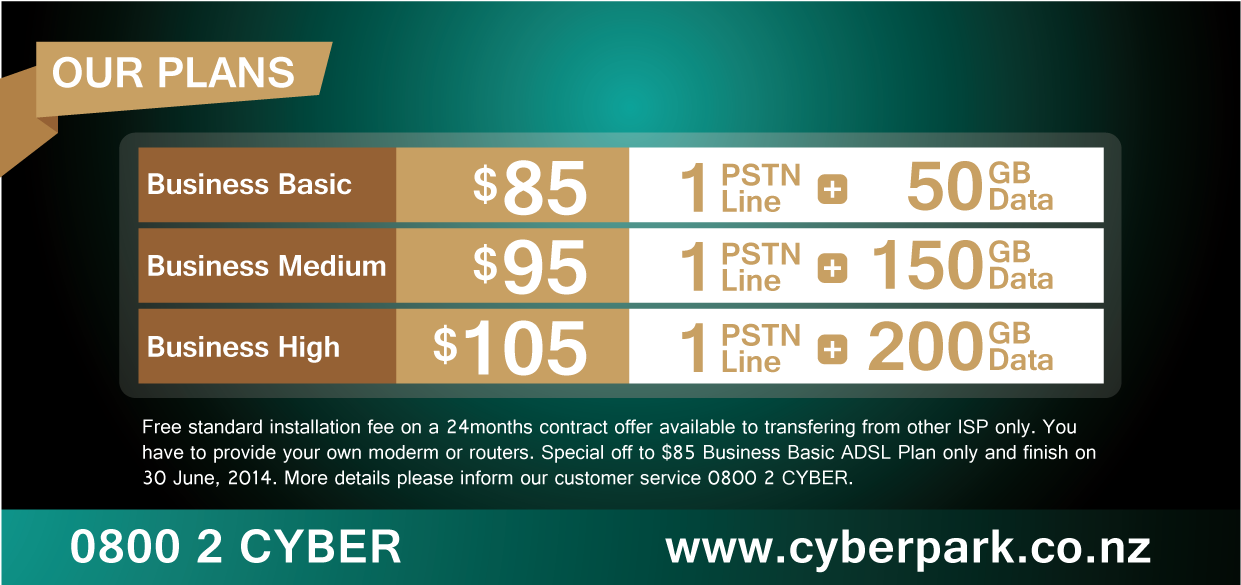 OUR PLANS
Business Basic $85 1 PSTN Line + 50 GB Data
Business Medium $95 1 PSTN Line + 150 GB Data
Business High $105 1 PSTN Line + 200 GB Data
Free standard installation fee on a 24months contract offer available to transfering from other ISP only. You
have to provide your own moderm or routers. Special off to $85 Business Basic ADSL Plan only and finish on
30 June, 2014. More details please inform our customer service 0800 2 CYBER.
0800 2 CYBER www.cyberpark.co.nz